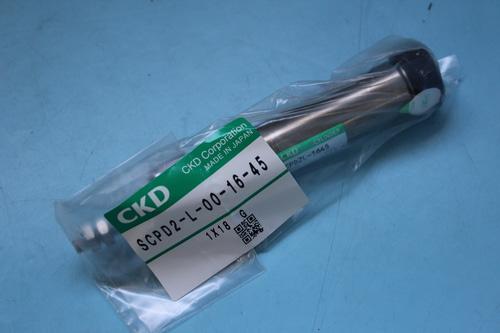 CKD
CKD Corporation
MADE IN JAPAN
SCPD2-L-00-16-45
1X18 G